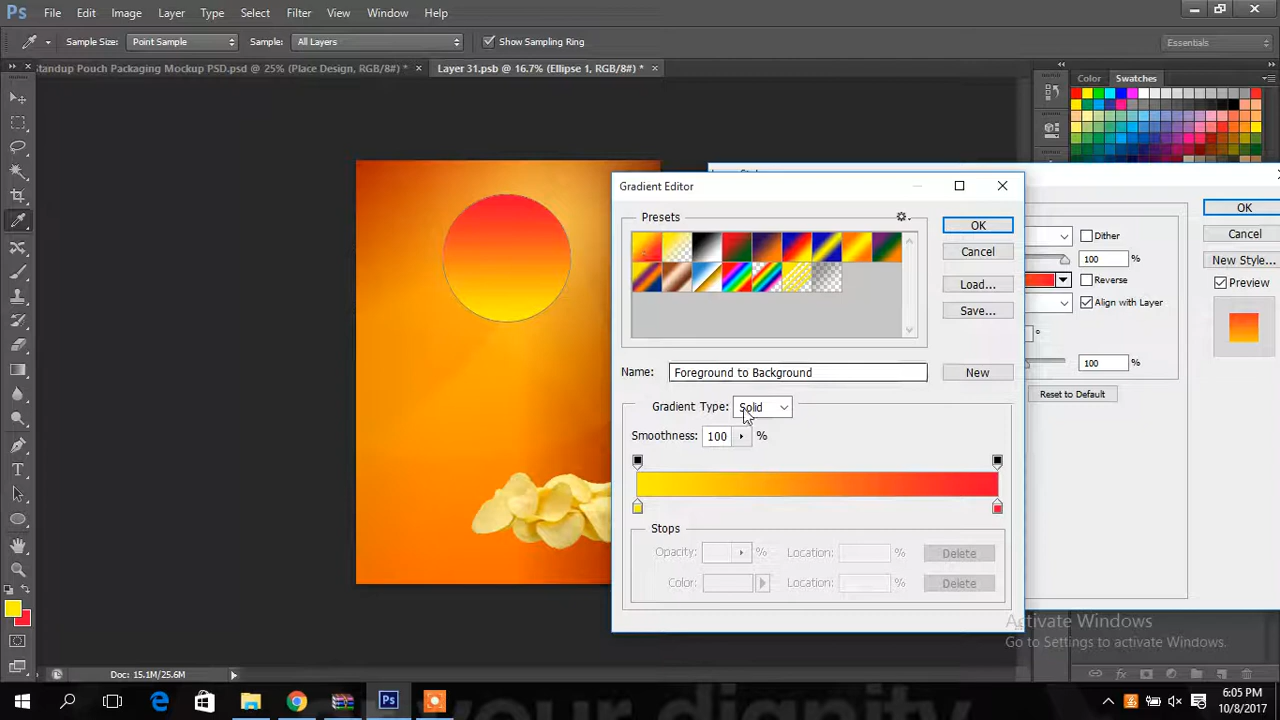 Ps File Edit Image Layer Type Select Filter View Window Help
Sample Size: Point Sample Sample: All Layers Show Sampling Ring Essentials
Standup Pouch Packaging Mockup PSD.psd @ 25% (Place Design, RGB/8#) * × Layer 31.psb @ 16.7% (Ellipse 1, RGB/8#) * ×
Color Swatches
Gradient Editor
Presets
OK
Cancel
Load...
Save...
Name: Foreground to Background New
Gradient Type: Solid
Smoothness: 100 %
Stops
Opacity: % Location: % Delete
Color: Location: % Delete
Dither
100 %
Reverse
Align with Layer
°
100 %
Reset to Default
OK
Cancel
New Style...
Preview
Activate Windows
Go to Settings to activate Windows.
Doc: 15.1M/25.6M
your dignity
6:05 PM
10/8/2017